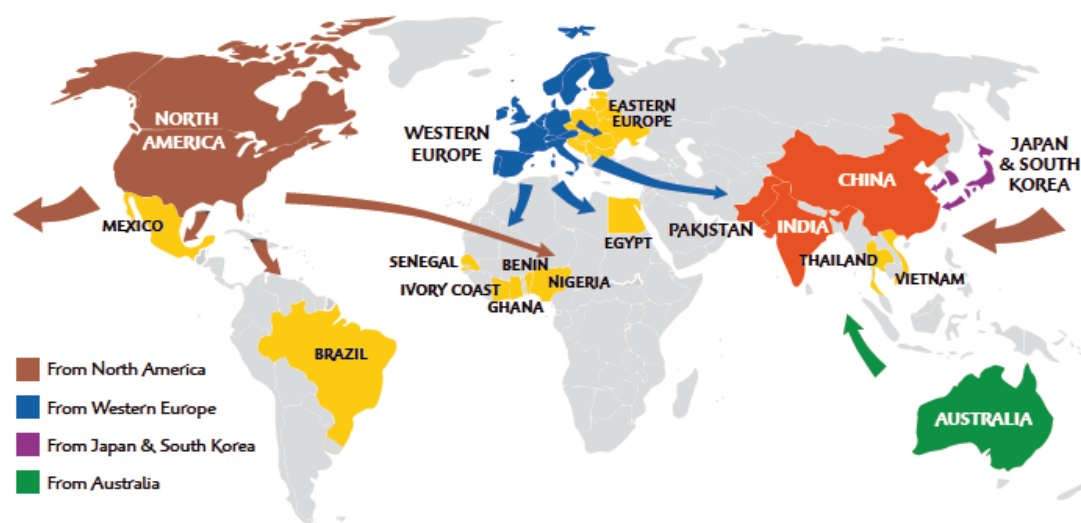 NORTH
AMERICA
WESTERN
EUROPE
EASTERN
EUROPE
JAPAN
& SOUTH
KOREA
CHINA
MEXICO
PAKISTAN
INDIA
EGYPT
THAILAND
SENEGAL
BENIN
VIETNAM
IVORY COAST
NIGERIA
GHANA
BRAZIL
AUSTRALIA
From North America
From Western Europe
From Japan & South Korea
From Australia